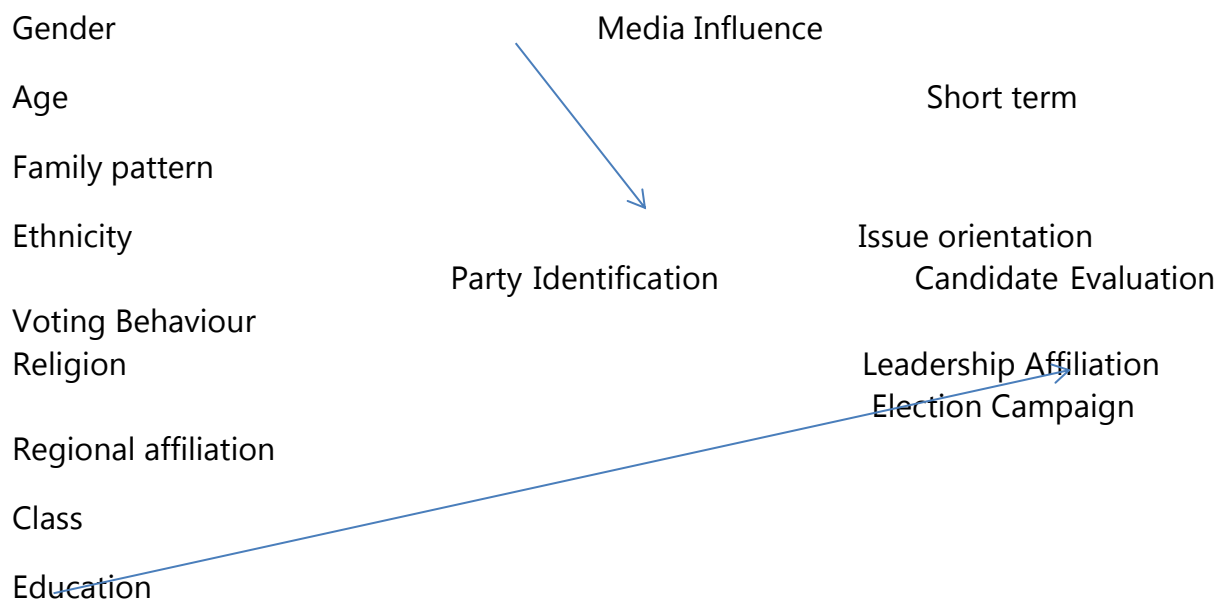 Gender Media Influence
Age Short term
Family pattern
Ethnicity Issue orientation
Party Identification Candidate Evaluation
Voting Behaviour
Religion Leadership Affiliation
Election Campaign
Regional affiliation
Class
Education